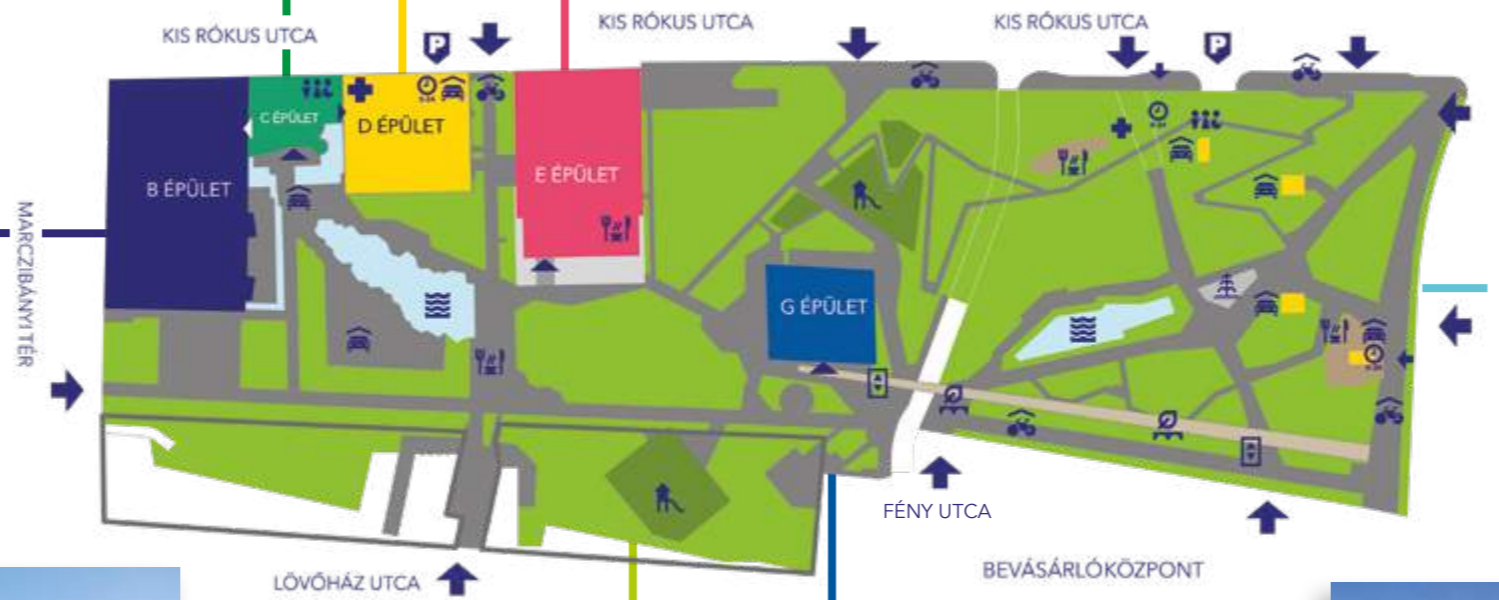 KIS RÓKUS UTCA
KIS RÓKUS UTCA
KIS RÓKUS UTCA
P
P
C ÉPÜLET
D ÉPÜLET
B ÉPÜLET
E ÉPÜLET
MARCZIBÁNYI TÉR
G ÉPÜLET
FÉNY UTCA
LÖVŐHÁZ UTCA
BEVÁSÁRLÓKÖZPONT